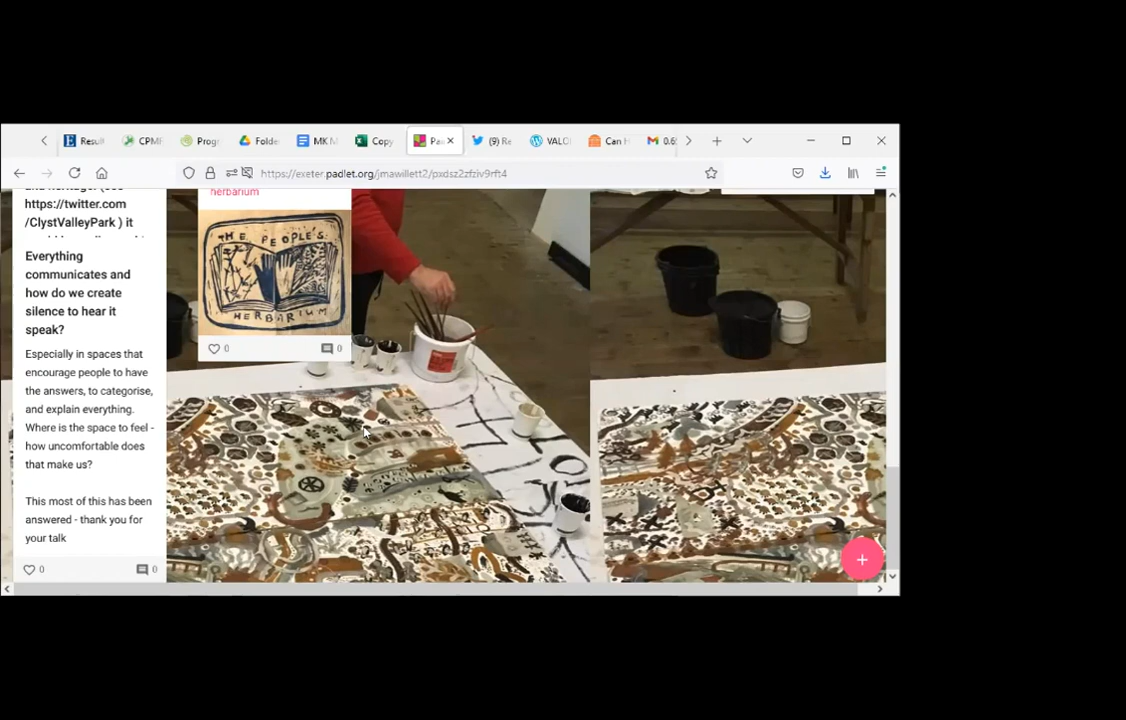 Result
CPMF
Prog
Folde
MK M
Copy
Pa
(9) Re
VALO
Can H
0.6
https://exeter.padlet.org/jmawillett2/pxdsz2zfziv9rft4
https://twitter.com
/ClystValleyPark ) it
Everything
communicates and
how do we create
silence to hear it
speak?
Especially in spaces that
encourage people to have
the answers, to categorise,
and explain everything.
Where is the space to feel -
how uncomfortable does
that make us?
This most of this has been
answered - thank you for
your talk
0
0
herbarium
THE PEOPLE'S
HERBARIUM
0
0